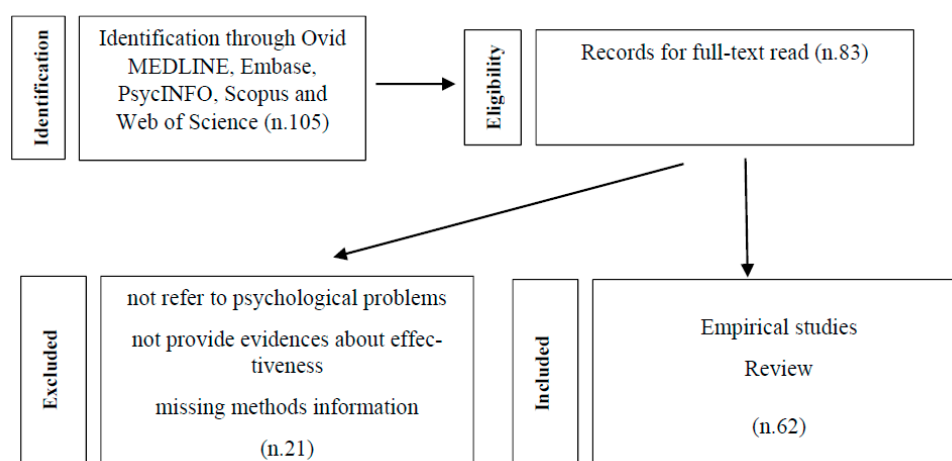 Identification
Identification through Ovid
MEDLINE, Embase,
PsycINFO, Scopus and
Web of Science (n.105)
Eligibility
Records for full-text read (n.83)
Excluded
not refer to psychological problems
not provide evidences about effec-
tiveness
missing methods information
(n.21)
Included
Empirical studies
Review
(n.62)